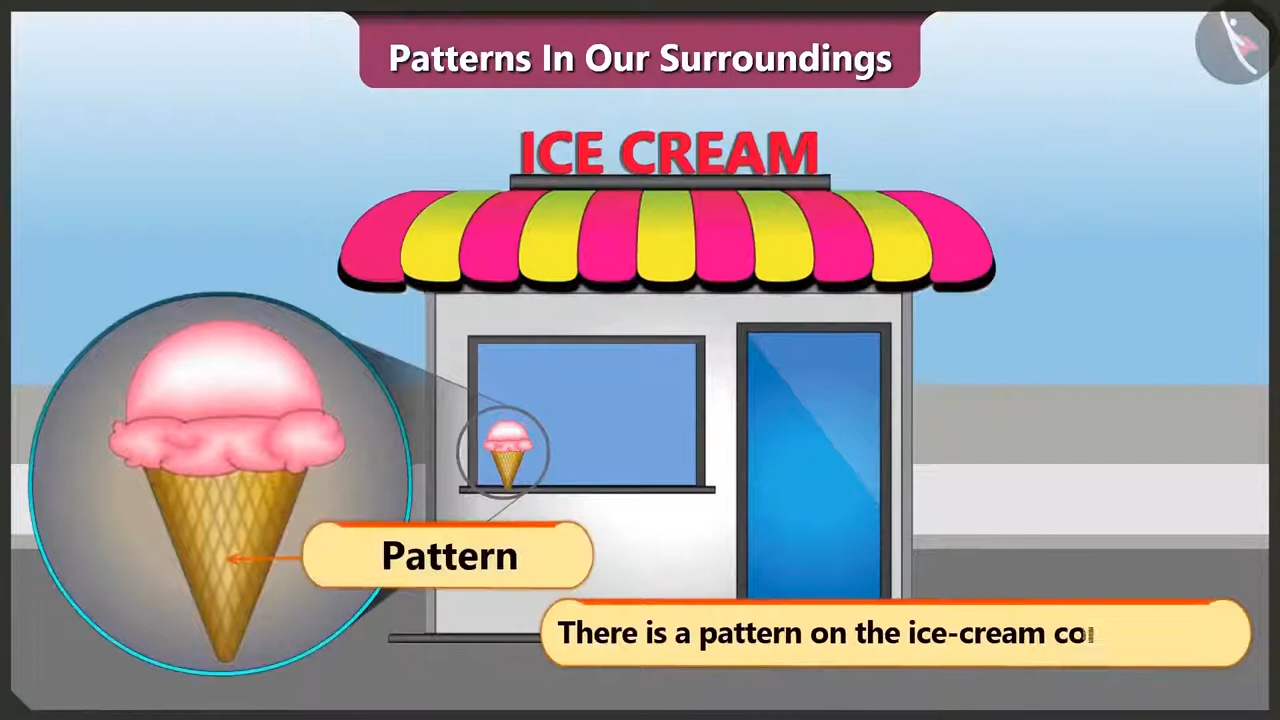 Patterns In Our Surroundings
ICE CREAM
Pattern
There is a pattern on the ice-cream